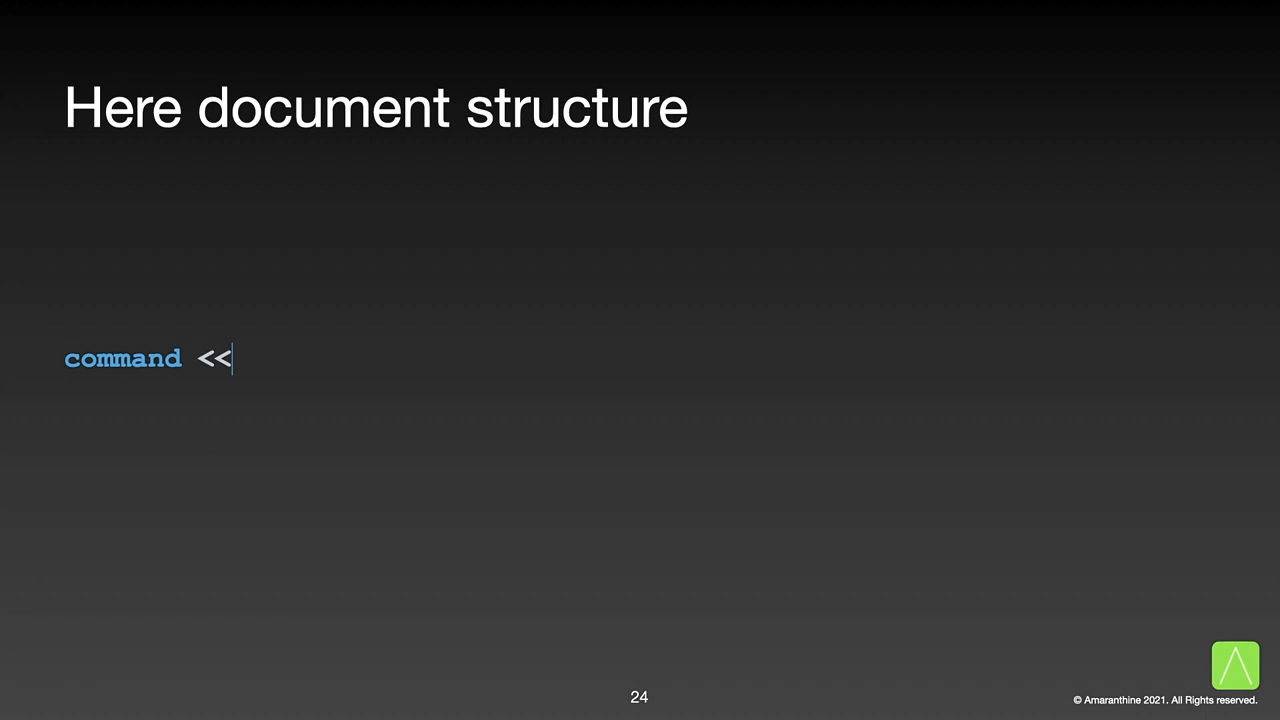 Here document structure
command <<
24
© Amaranthine 2021. All Rights reserved.